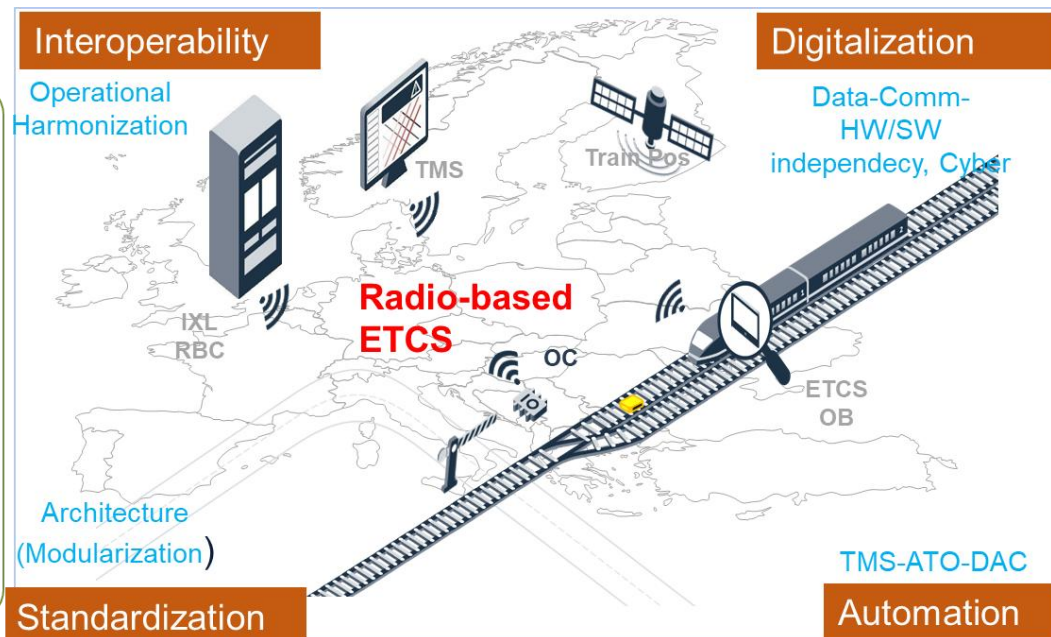 Interoperability
Digitalization
Operational
Harmonization
Data-Comm-
HW/SW
independecy, Cyber
TMS
Train Pos
Radio-based
ETCS
IXL
RBC
OC
ETCS
OB
Architecture
(Modularization)
TMS-ATO-DAC
Standardization
Automation